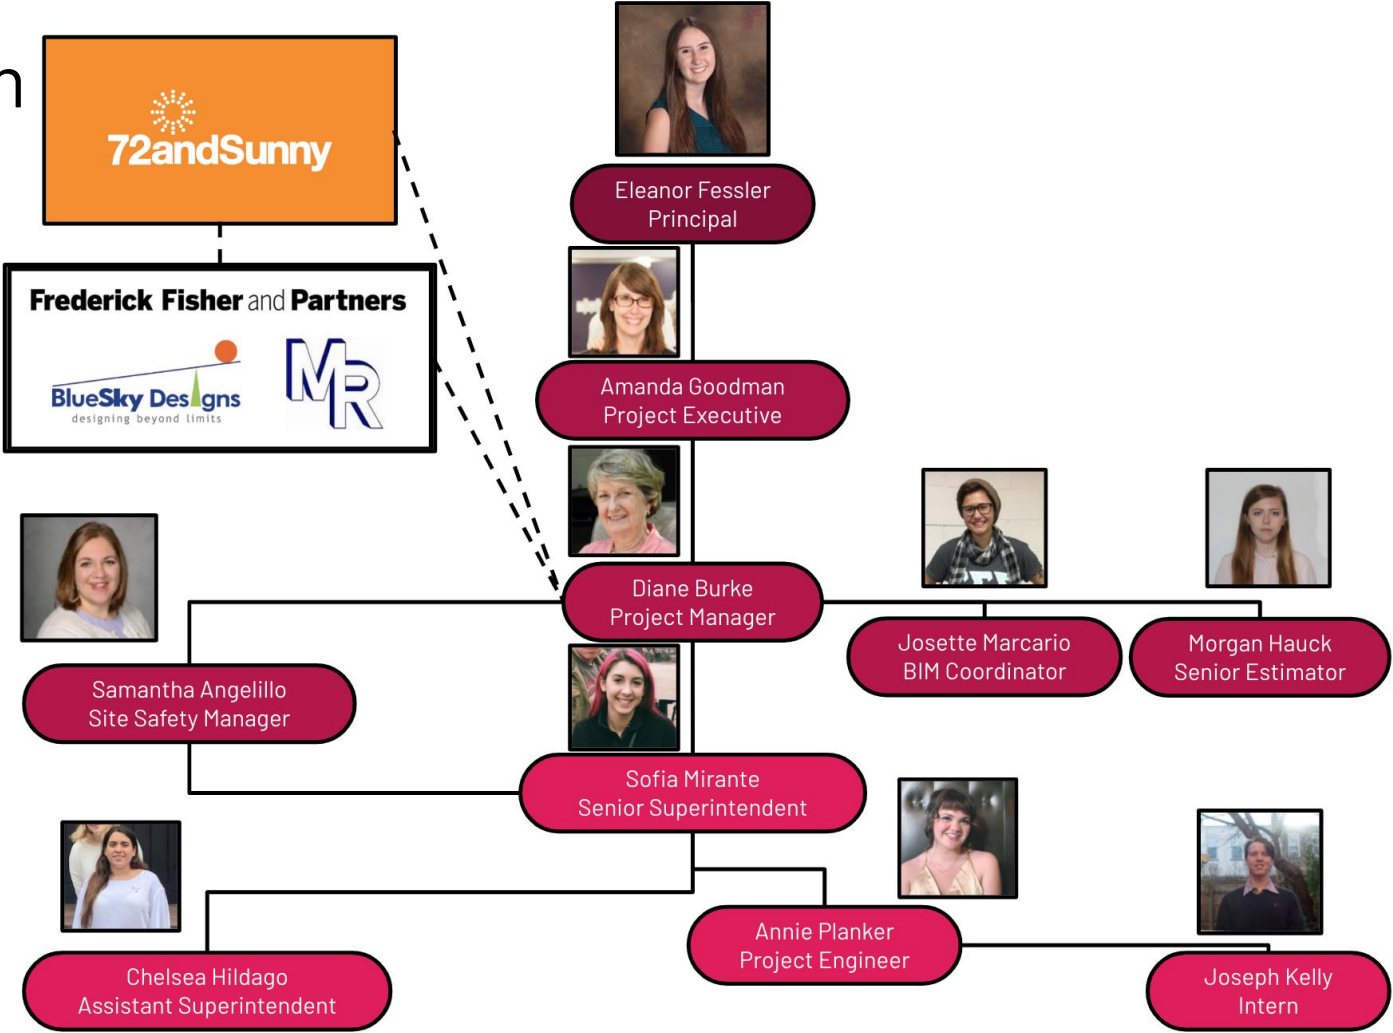 n
72andSunny
Frederick Fisher and Partners
BlueSky Designs
designing beyond limits
MR
Eleanor Fessler
Principal
Amanda Goodman
Project Executive
Diane Burke
Project Manager
Josette Marcario
BIM Coordinator
Morgan Hauck
Senior Estimator
Samantha Angelillo
Site Safety Manager
Sofia Mirante
Senior Superintendent
Annie Planker
Project Engineer
Chelsea Hildago
Assistant Superintendent
Joseph Kelly
Intern